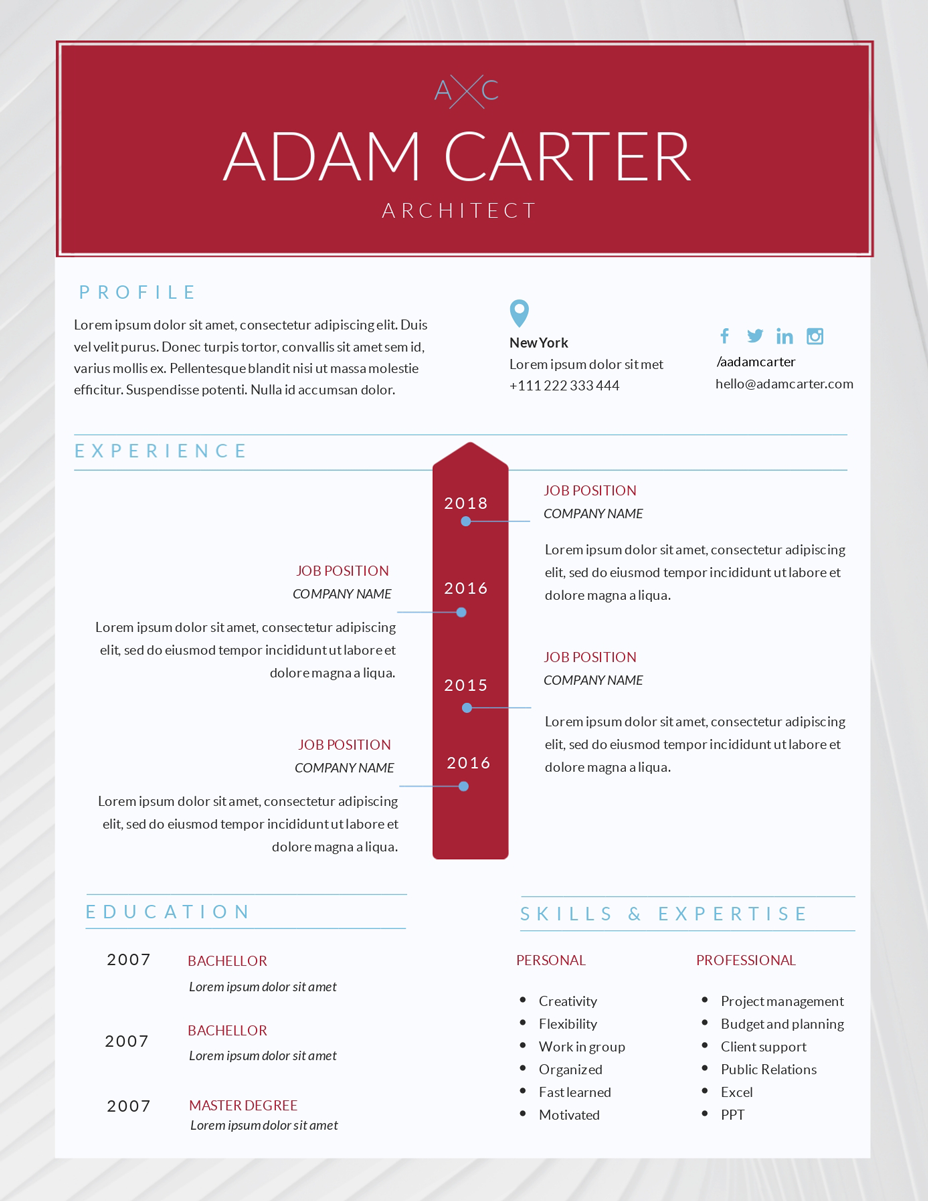 A C
ADAM CARTER
ARCHITECT
PROFILE
Lorem ipsum dolor sit amet, consectetur adipiscing elit. Duis
vel velit purus. Donec turpis tortor, convallis sit amet sem id,
varius mollis ex. Pellentesque blandit nisi ut massa molestie
efficitur. Suspendisse potenti. Nulla id accumsan dolor.
New York
Lorem ipsum dolor sit met
+111 222 333 444
/aadamcarter
hello@adamcarter.com
EXPERIENCE
2018
JOB POSITION
COMPANY NAME
Lorem ipsum dolor sit amet, consectetur adipiscing
elit, sed do eiusmod tempor incididunt ut labore et
dolore magna a liqua.
2016
JOB POSITION
COMPANY NAME
Lorem ipsum dolor sit amet, consectetur adipiscing
elit, sed do eiusmod tempor incididunt ut labore et
dolore magna a liqua.
2015
JOB POSITION
COMPANY NAME
Lorem ipsum dolor sit amet, consectetur adipiscing
elit, sed do eiusmod tempor incididunt ut labore et
dolore magna a liqua.
2016
JOB POSITION
COMPANY NAME
Lorem ipsum dolor sit amet, consectetur adipiscing
elit, sed do eiusmod tempor incididunt ut labore et
dolore magna a liqua.
EDUCATION
2007
BACHELLOR
Lorem ipsum dolor sit amet
2007
BACHELLOR
Lorem ipsum dolor sit amet
2007
MASTER DEGREE
Lorem ipsum dolor sit amet
SKILLS & EXPERTISE
PERSONAL
Creativity
Flexibility
Work in group
Organized
Fast learned
Motivated
PROFESSIONAL
Project management
Budget and planning
Client support
Public Relations
Excel
PPT